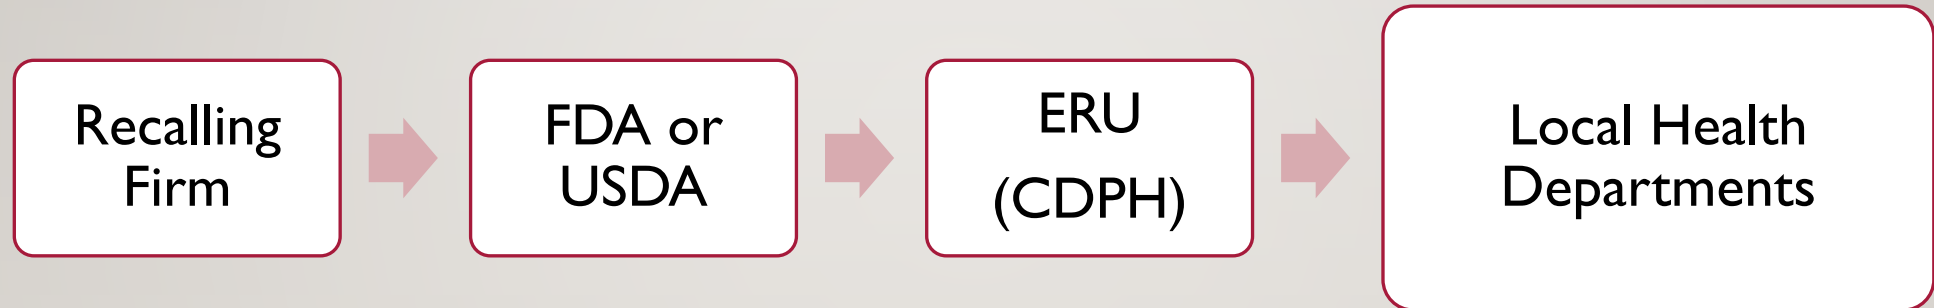 Recalling
Firm
FDA or
USDA
ERU
(CDPH)
Local Health
Departments